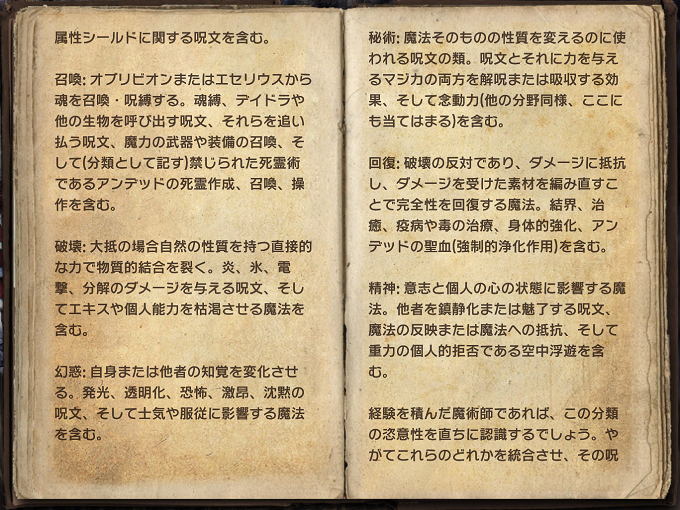 属性シールドに関する呪文を含む。
召喚: オブリビオンまたはエセリウスから
魂を召喚・呪縛する。魂縛、デイドラや
他の生物を呼び出す呪文、それらを追い
払う呪文、魔力の武器や装備の召喚、そ
して(分類として記す)禁じられた死霊術
であるアンデッドの死霊作成、召喚、操
作を含む。
破壊: 大抵の場合自然の性質を持つ直接的
な力で物質的結合を裂く。炎、氷、電
撃、分解のダメージを与える呪文、そし
てエキスや個人能力を枯渇させる魔法を
含む。
幻惑: 自身または他者の知覚を変化させ
る。発光、透明化、恐怖、激昂、沈黙の
呪文、そして士気や服従に影響する魔法
を含む。
秘術: 魔法そのものの性質を変えるのに使
われる呪文の類。呪文とそれに力を与え
るマジカの両方を解呪または吸収する効
果、そして念動力(他の分野同様、ここに
も当てはまる)を含む。
回復: 破壊の反対であり、ダメージに抵抗
し、ダメージを受けた素材を編み直すこ
とで完全性を回復する魔法。結界、治
癒、疫病や毒の治療、身体的強化、アン
デッドの聖血(強制的浄化作用)を含む。
精神: 意志と個人の心の状態に影響する魔
法。他者を鎮静化または魅了する呪文、
魔法の反映または魔法への抵抗、そして
重力の個人的拒否である空中浮遊を含
む。
経験を積んだ魔術師であれば、この分類
の恣意性を直ちに認識するでしょう。や
がてこれらのどれかを統合させ、その呪